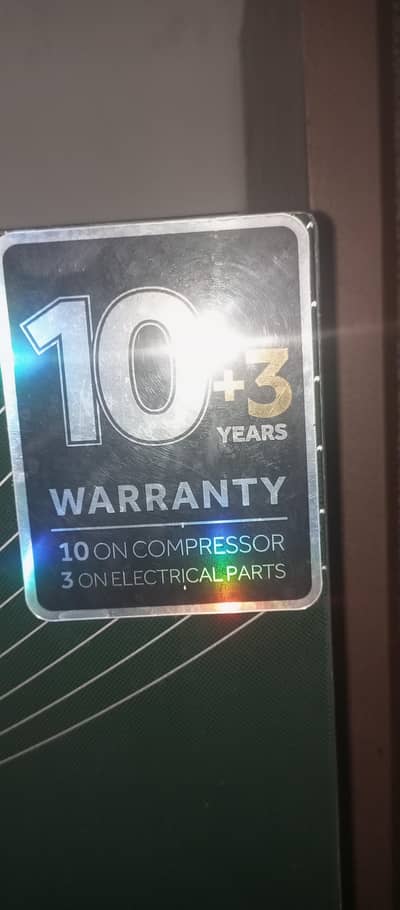 10+3
YEARS
WARRANTY
10 ON COMPRESSOR
3 ON ELECTRICAL PARTS